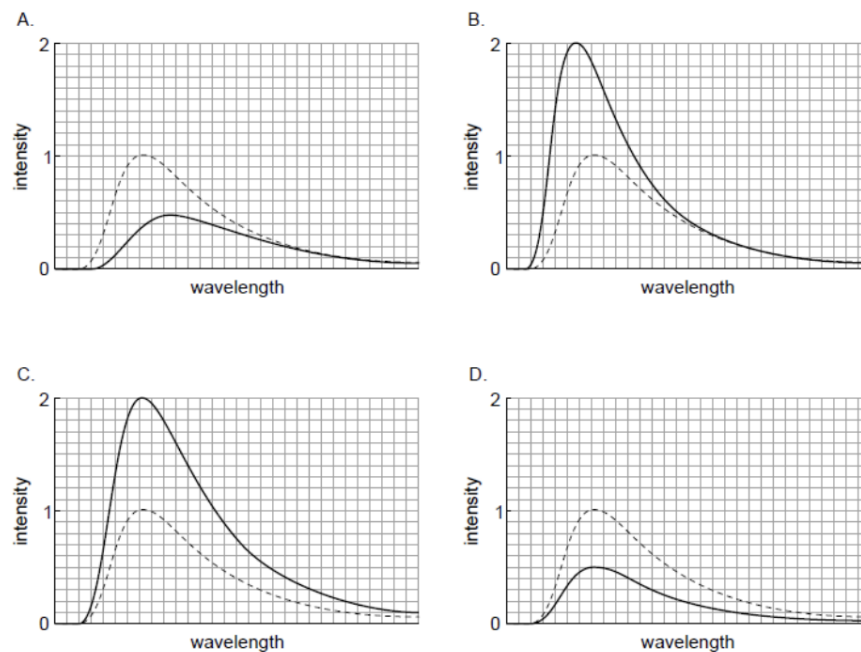 A.
2
intensity
1
0
wavelength
B.
2
intensity
1
0
wavelength
C.
2
intensity
1
0
wavelength
D.
2
intensity
1
0
wavelength